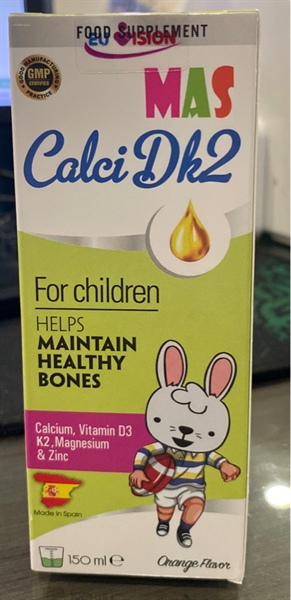 FOOD SUPPLEMENT
EU VISION
GOOD MANUFACTURING
GMP
CERTIFIED
PRACTICE
MAS
Calci Dk2
For children
HELPS
MAINTAIN
HEALTHY
BONES
Calcium, Vitamin D3
K2,Magnesium
& Zinc
Made in Spain
150 ml e
Orange Flavor